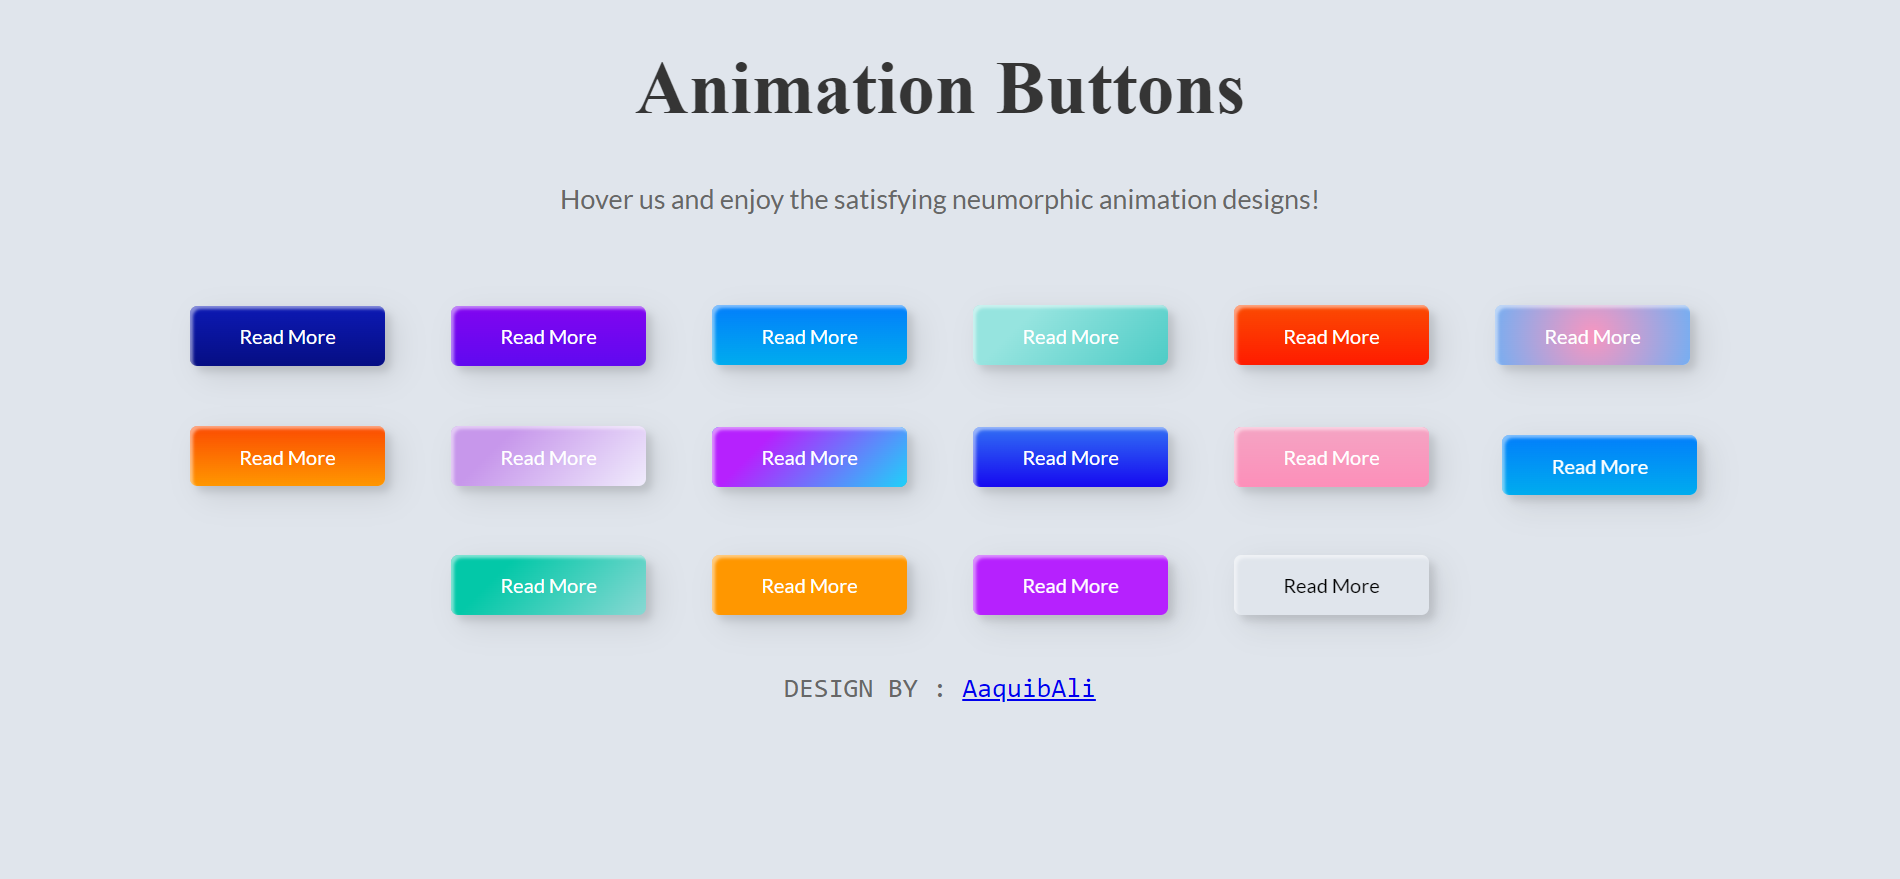 Animation Buttons
Hover us and enjoy the satisfying neumorphic animation designs!
Read More Read More Read More Read More Read More Read More
Read More Read More Read More Read More Read More Read More
Read More Read More Read More Read More
DESIGN BY : AaquibAli